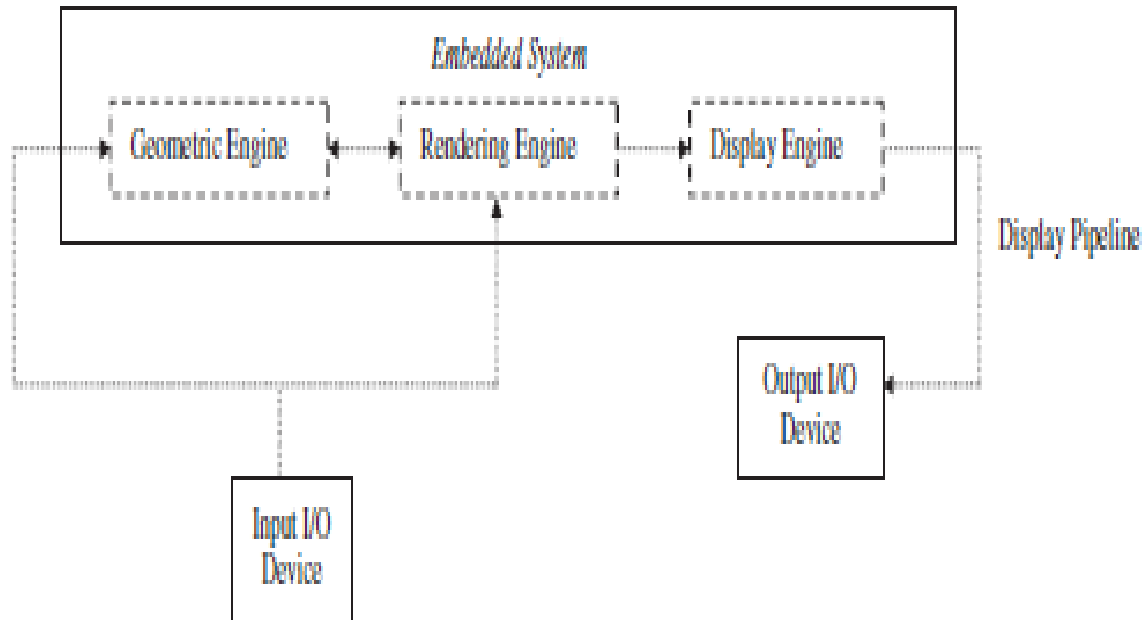 Embedded System
Geometric Engine
Rendering Engine
Display Engine
Display Pipeline
Output I/O
Device
Input I/O
Device